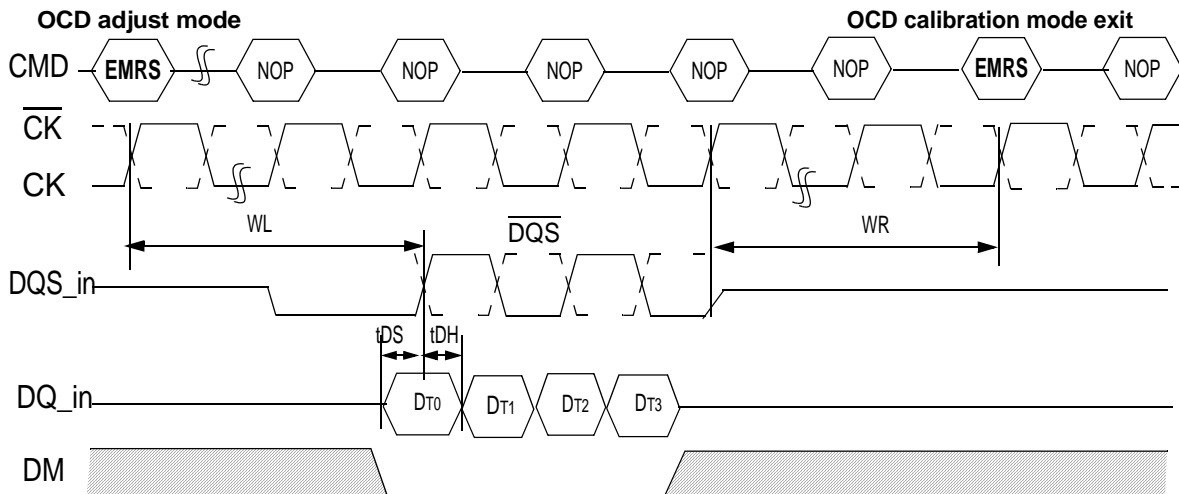 OCD adjust mode OCD calibration mode exit
CMD EMRS NOP NOP NOP NOP NOP EMRS NOP
CK
CK
WL DQS WR
DQS_in
tDS tDH
DQ_in DT0 DT1 DT2 DT3
DM